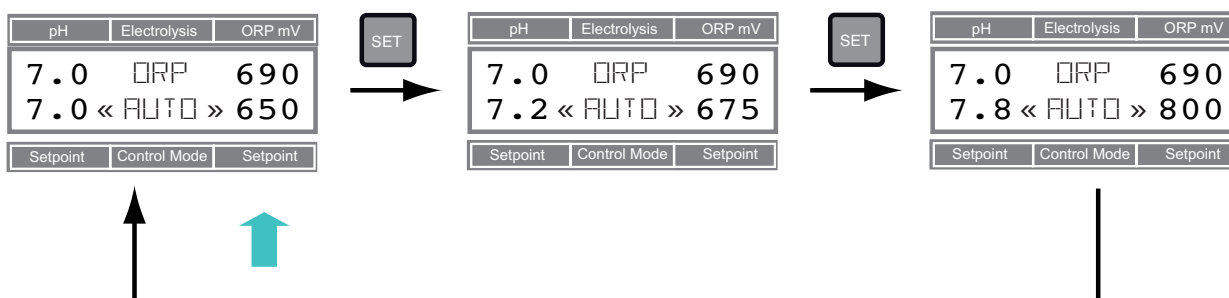 pH Electrolysis ORP mV
7.0 ORP 690
7.0 « AUTO » 650
Setpoint Control Mode Setpoint
SET
pH Electrolysis ORP mV
7.0 ORP 690
7.2 « AUTO » 675
Setpoint Control Mode Setpoint
SET
pH Electrolysis ORP mV
7.0 ORP 690
7.8 « AUTO » 800
Setpoint Control Mode Setpoint